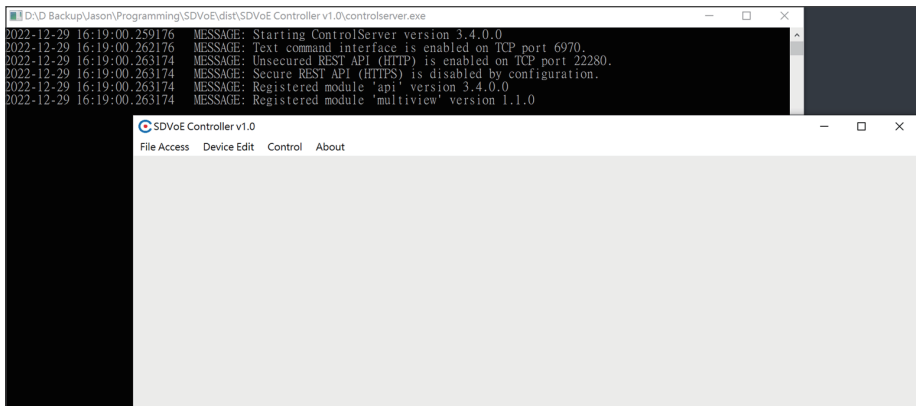 D:\D Backup\Jason\Programming\SDVoE\dist\SDVoE Controller v1.0\controlserver.exe
2022-12-29 16:19:00.259176 MESSAGE: Starting ControlServer version 3.4.0.0
2022-12-29 16:19:00.262176 MESSAGE: Text command interface is enabled on TCP port 6970.
2022-12-29 16:19:00.263174 MESSAGE: Unsecured REST API (HTTP) is enabled on TCP port 22280.
2022-12-29 16:19:00.263174 MESSAGE: Secure REST API (HTTPS) is disabled by configuration.
2022-12-29 16:19:00.263174 MESSAGE: Registered module 'api' version 3.4.0.0
2022-12-29 16:19:00.263174 MESSAGE: Registered module 'multiview' version 1.1.0
SDVoE Controller v1.0
File Access Device Edit Control About